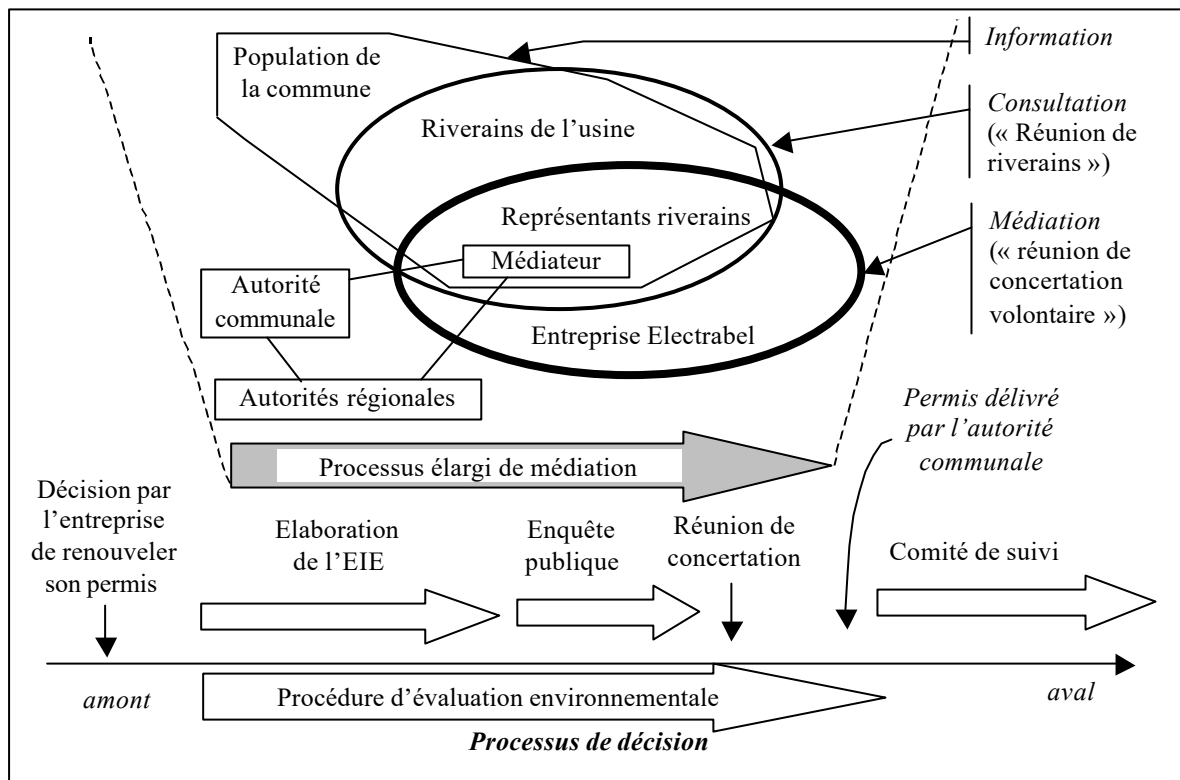 Population de
la commune
Information
Riverains de l’usine
Consultation
(« Réunion de
riverains »)
Représentants riverains
Médiateur
Médiation
(« réunion de
concertation
volontaire »)
Autorité
communale
Entreprise Electrabel
Autorités régionales
Permis délivré
par l’autorité
communale
Processus élargi de médiation
Décision par
l’entreprise
de renouveler
son permis
Elaboration
de l’EIE
Enquête
publique
Réunion de
concertation
Comité de suivi
amont
Procédure d’évaluation environnementale
aval
Processus de décision